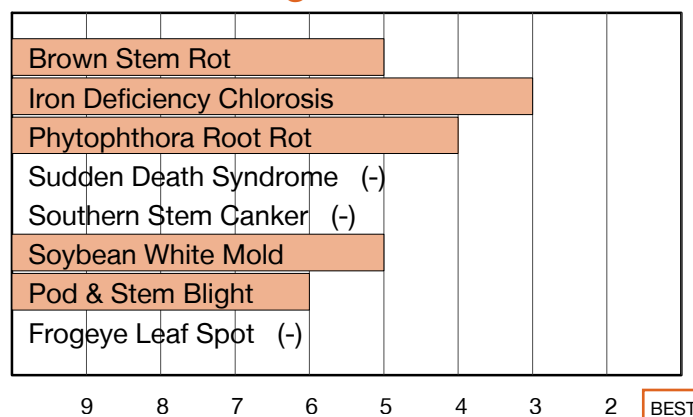 Brown Stem Rot
Iron Deficiency Chlorosis
Phytophthora Root Rot
Sudden Death Syndrome (-)
Southern Stem Canker (-)
Soybean White Mold
Pod & Stem Blight
Frogeye Leaf Spot (-)
9 8 7 6 5 4 3 2 BEST